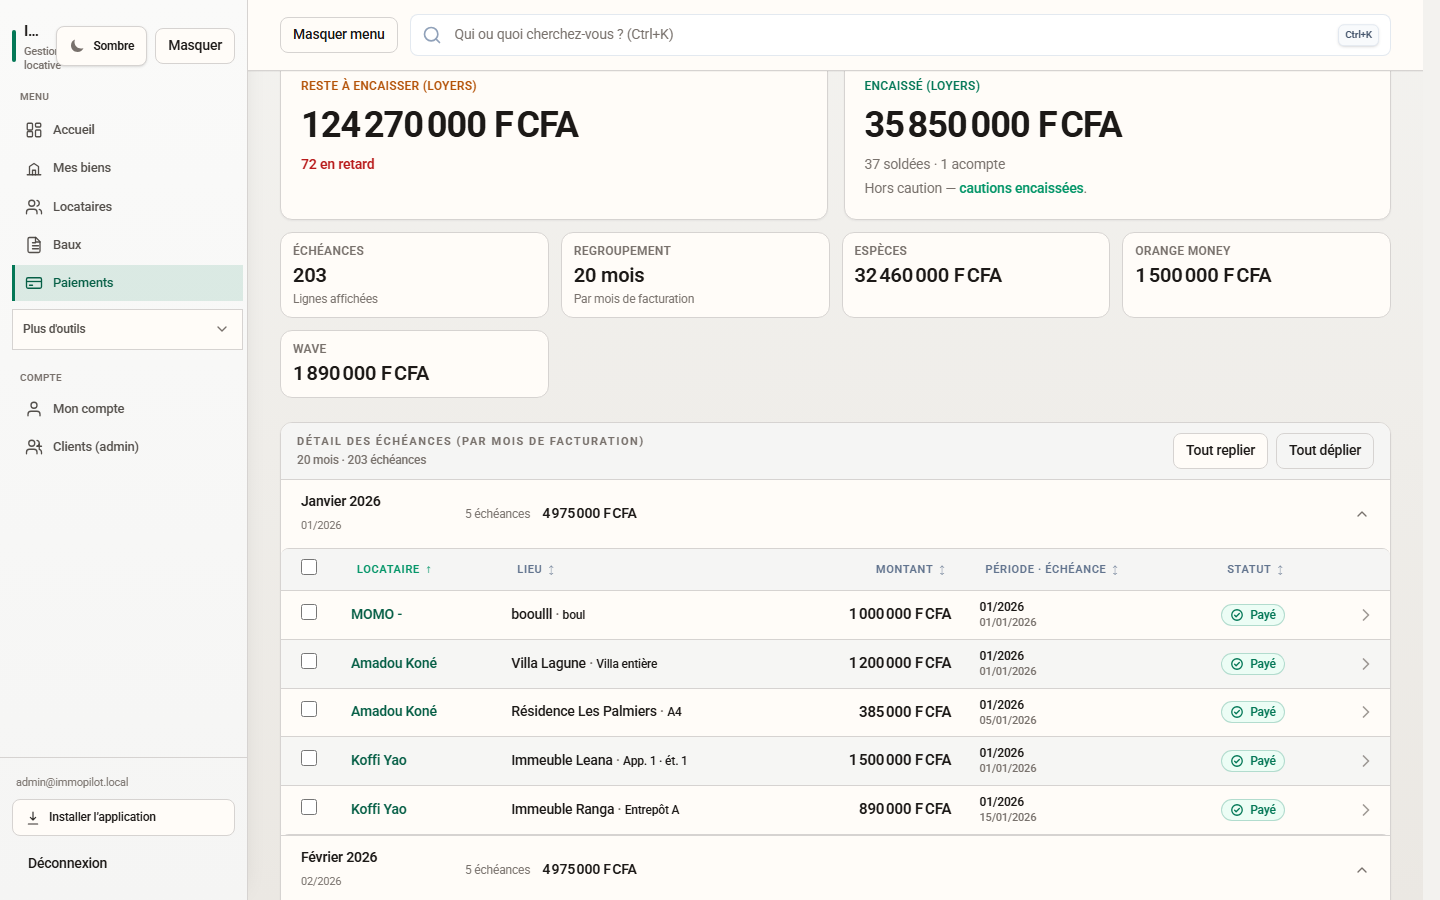 I...
Gestion
locative
Sombre
Masquer
MENU
Accueil
Mes biens
Locataires
Baux
Paiements
Plus d'outils
COMPTE
Mon compte
Clients (admin)
admin@immopilot.local
Installer l'application
Déconnexion
Masquer menu
Qui ou quoi cherchez-vous ? (Ctrl+K)
Ctrl+K
RESTE À ENCAISSER (LOYERS)
124 270 000 F CFA
72 en retard
ENCAISSÉ (LOYERS)
35 850 000 F CFA
37 soldées · 1 acompte
Hors caution — cautions encaissées.
ÉCHÉANCES
203
Lignes affichées
REGROUPEMENT
20 mois
Par mois de facturation
ESPÈCES
32 460 000 F CFA
ORANGE MONEY
1 500 000 F CFA
WAVE
1 890 000 F CFA
DÉTAIL DES ÉCHÉANCES (PAR MOIS DE FACTURATION)
20 mois · 203 échéances
Tout replier
Tout déplier
Janvier 2026
01/2026
5 échéances 4 975 000 F CFA
LOCATAIRE ↑ LIEU ↕ MONTANT ↕ PÉRIODE · ÉCHÉANCE ↕ STATUT ↕
MOMO - booulll · boul 1 000 000 F CFA 01/2026 Payé
01/01/2026
Amadou Koné Villa Lagune · Villa entière 1 200 000 F CFA 01/2026 Payé
01/01/2026
Amadou Koné Résidence Les Palmiers · A4 385 000 F CFA 01/2026 Payé
05/01/2026
Koffi Yao Immeuble Leana · App. 1 · ét. 1 1 500 000 F CFA 01/2026 Payé
01/01/2026
Koffi Yao Immeuble Ranga · Entrepôt A 890 000 F CFA 01/2026 Payé
15/01/2026
Février 2026
02/2026
5 échéances 4 975 000 F CFA